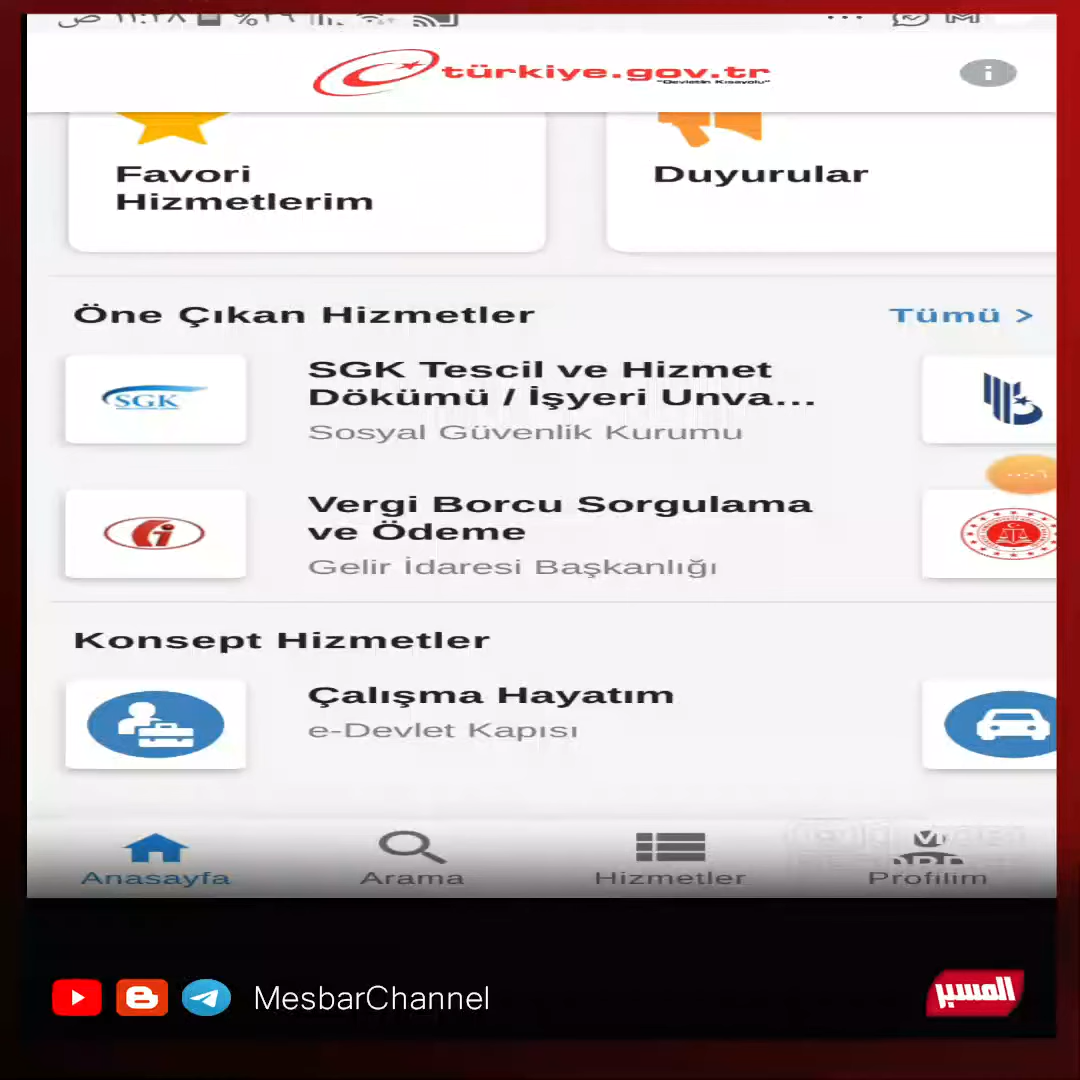 türkiye.gov.tr
"Devletin Kısayolu"
Favori
Hizmetlerim
Duyurular
Öne Çıkan Hizmetler
Tümü >
SGK
SGK Tescil ve Hizmet
Dökümü / İşyeri Unva...
Sosyal Güvenlik Kurumu
Vergi Borcu Sorgulama
ve Ödeme
Gelir İdaresi Başkanlığı
Konsept Hizmetler
Çalışma Hayatım
e-Devlet Kapısı
Anasayfa
Arama
Hizmetler
Profilim
MesbarChannel
المسبر